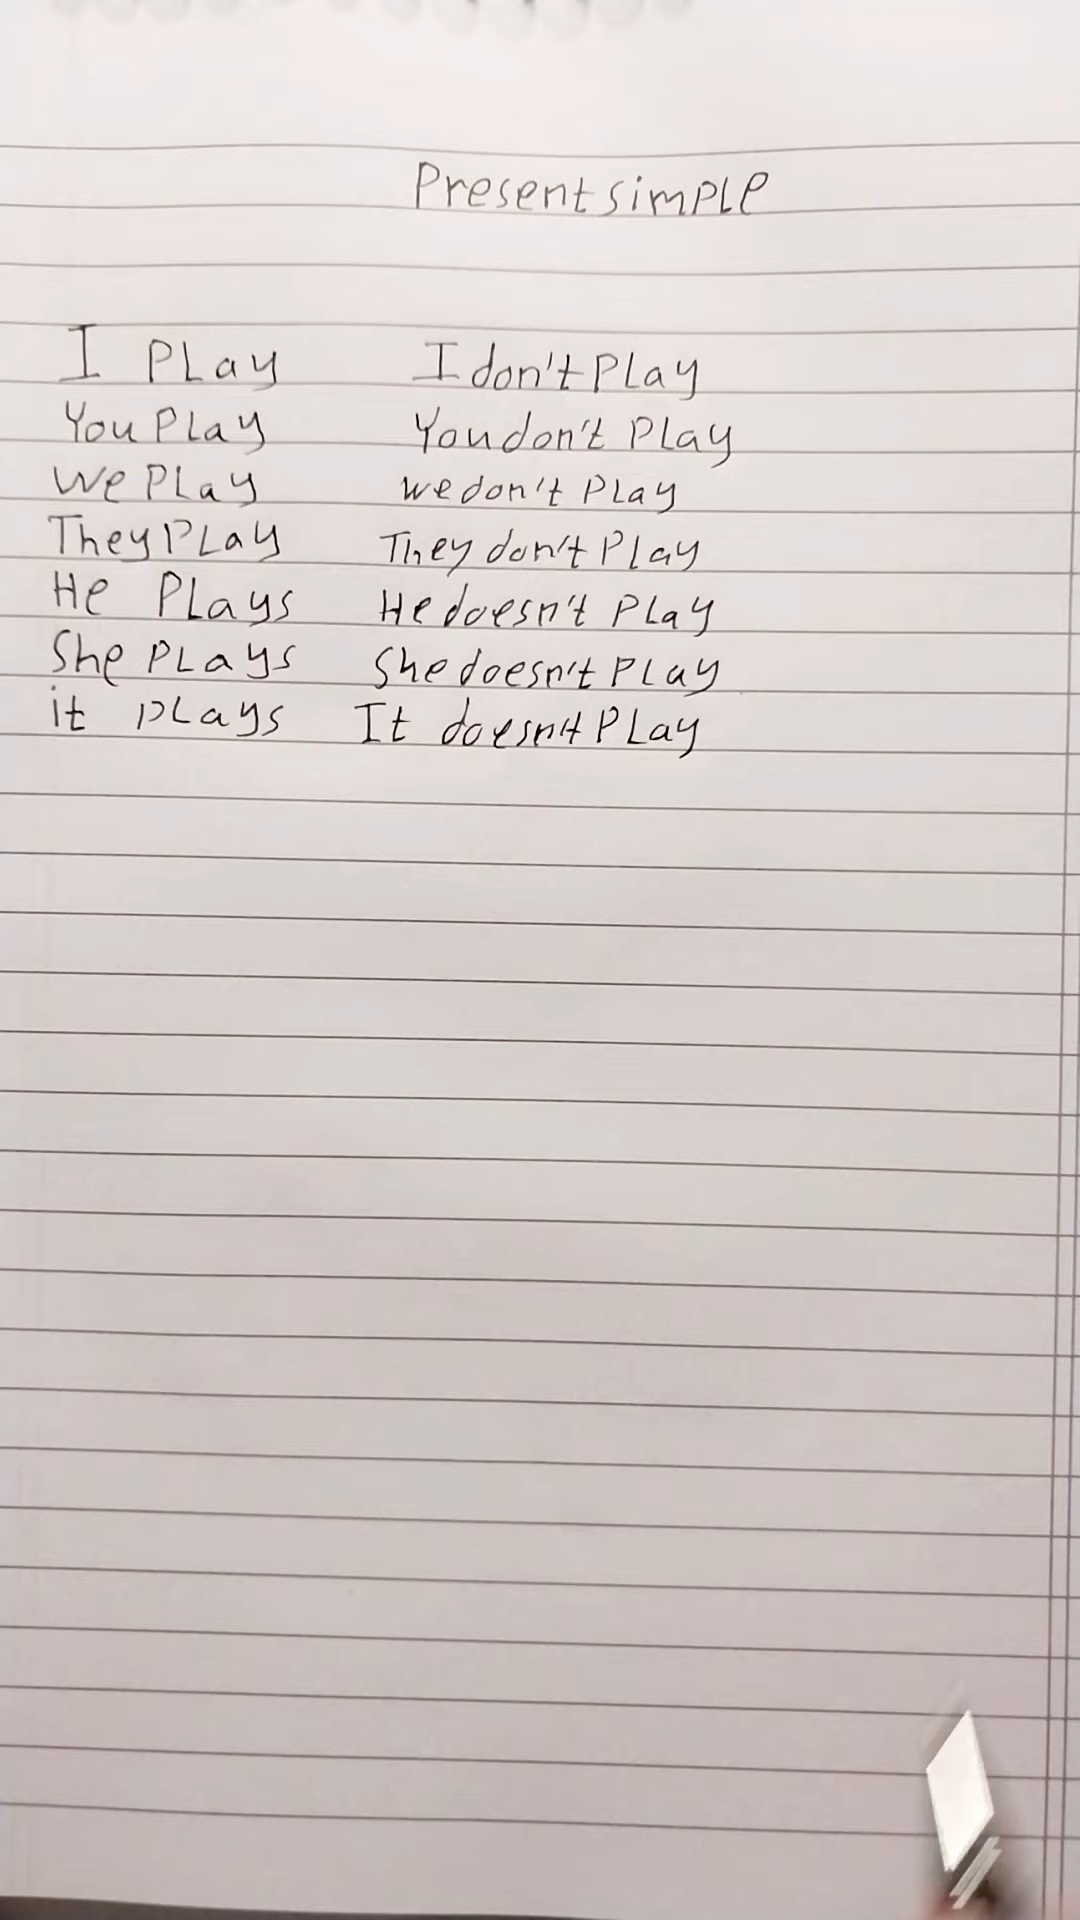 Present simple
I Play I don't Play
You Play You don't Play
we Play we don't Play
They Play They don't Play
He Plays He doesn't Play
She Plays She doesn't Play
it plays It doesn't Play